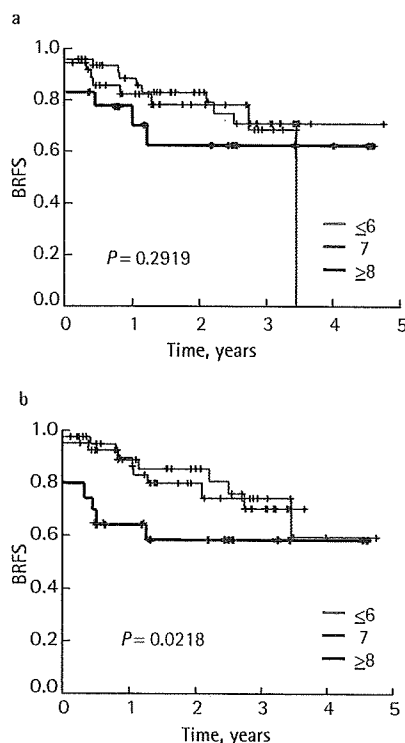 a
1.0
0.8
0.6
0.4
0.2
0.0
BRFS
P = 0.2919
≤6
7
≥8
0 1 2 3 4 5
Time, years
b
1.0
0.8
0.6
0.4
0.2
0.0
BRFS
P = 0.0218
≤6
7
≥8
0 1 2 3 4 5
Time, years